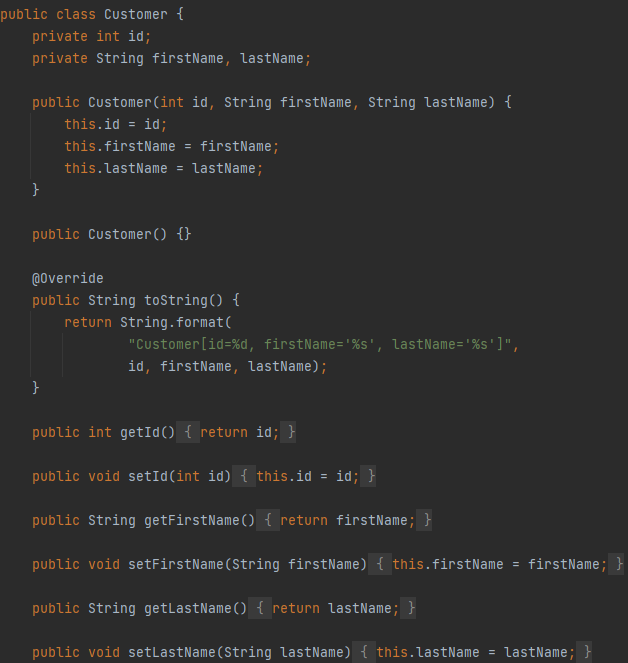 public class Customer {
private int id;
private String firstName, lastName;
public Customer(int id, String firstName, String lastName) {
this.id = id;
this.firstName = firstName;
this.lastName = lastName;
}
public Customer() {}
@Override
public String toString() {
return String.format(
"Customer[id=%d, firstName='%s', lastName='%s']",
id, firstName, lastName);
}
public int getId() { return id; }
public void setId(int id) { this.id = id; }
public String getFirstName() { return firstName; }
public void setFirstName(String firstName) { this.firstName = firstName; }
public String getLastName() { return lastName; }
public void setLastName(String lastName) { this.lastName = lastName; }